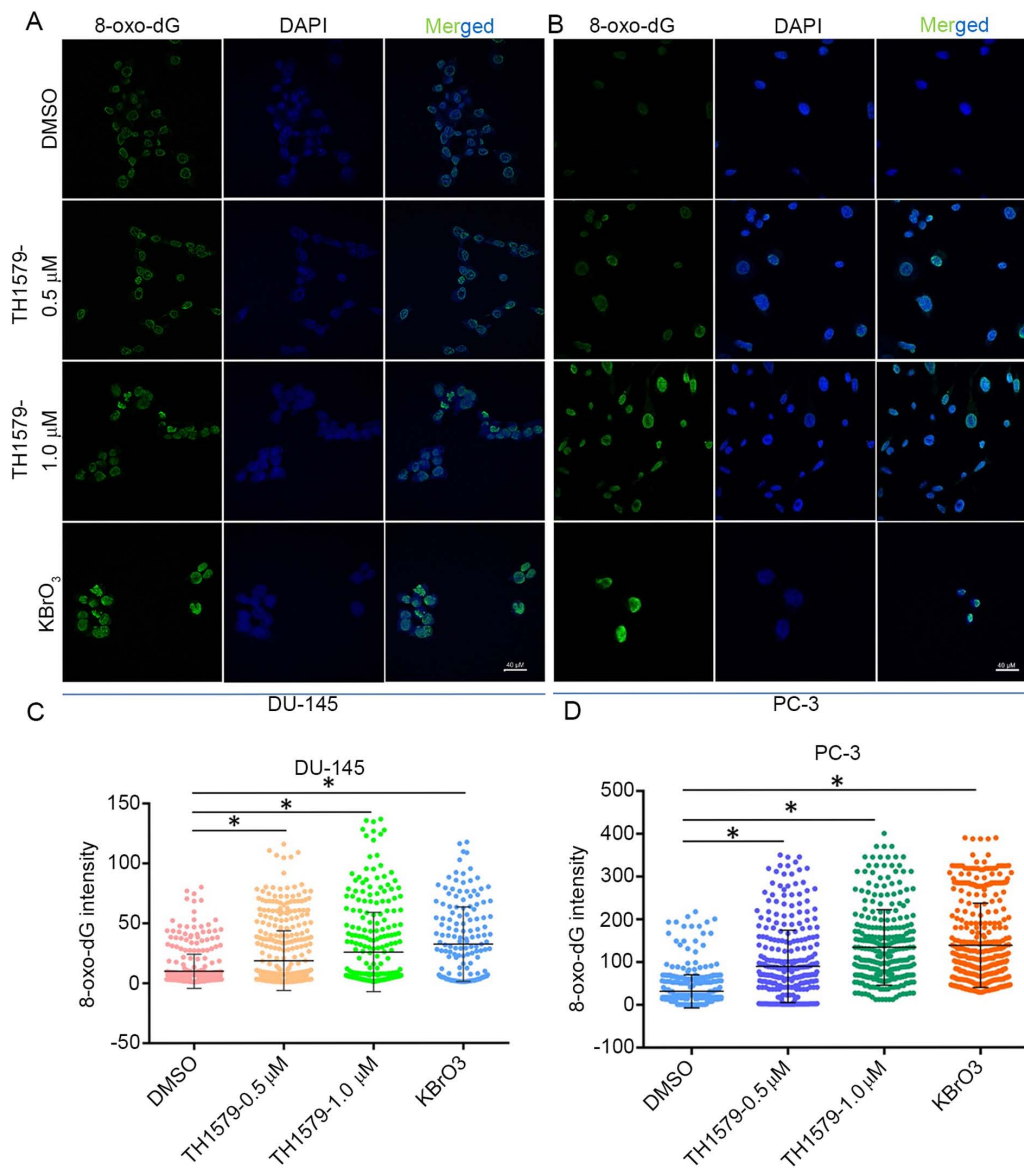 A
8-oxo-dG
DAPI
Merged
B
8-oxo-dG
DAPI
Merged
DMSO
TH1579-
0.5 µM
TH1579-
1.0 µM
KBrO3
40 µM
40 µM
DU-145
PC-3
C
DU-145
8-oxo-dG intensity
150
100
50
0
-50
*
*
*
DMSO
TH1579-0.5 µM
TH1579-1.0 µM
KBrO3
D
PC-3
8-oxo-dG intensity
500
400
300
200
100
0
-100
*
*
*
DMSO
TH1579-0.5 µM
TH1579-1.0 µM
KBrO3